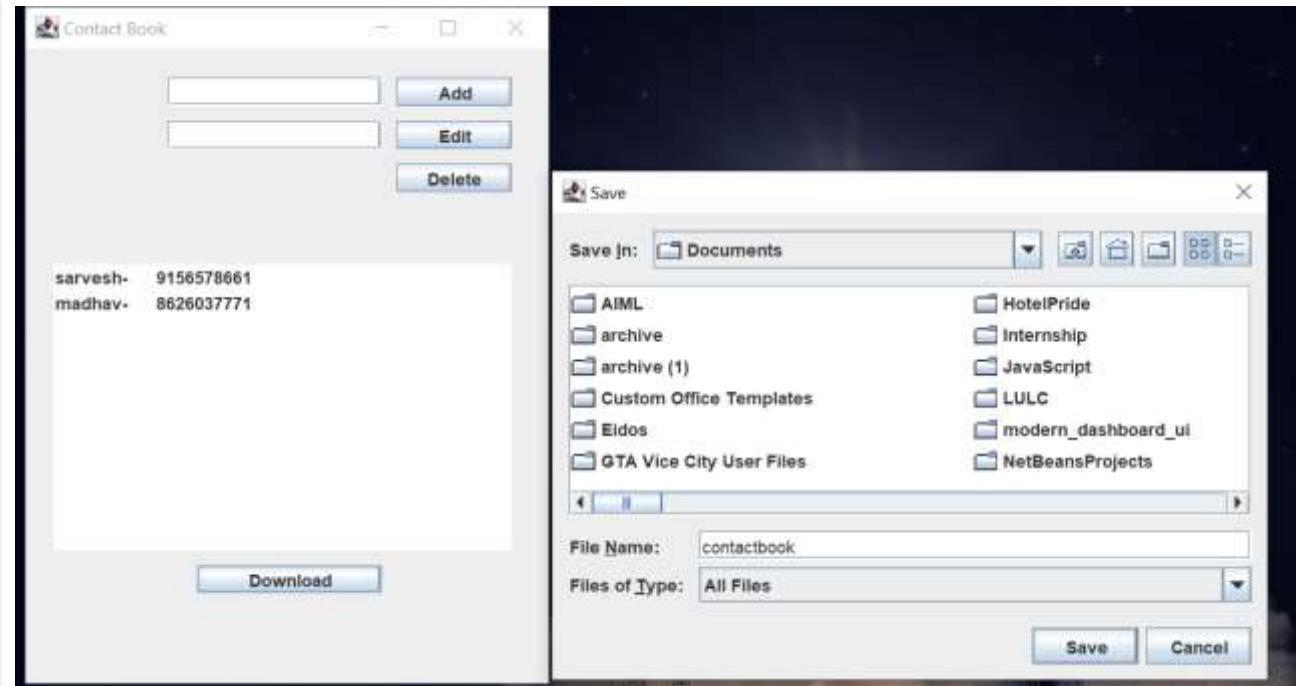 Contact Book
Add
Edit
Delete
sarvesh- 9156578661
madhav- 8626037771
Download
Save
Save In: Documents
AIML
archive
archive (1)
Custom Office Templates
Eidos
GTA Vice City User Files
HotelPride
Internship
JavaScript
LULC
modern_dashboard_ui
NetBeansProjects
File Name: contactbook
Files of Type: All Files
Save Cancel